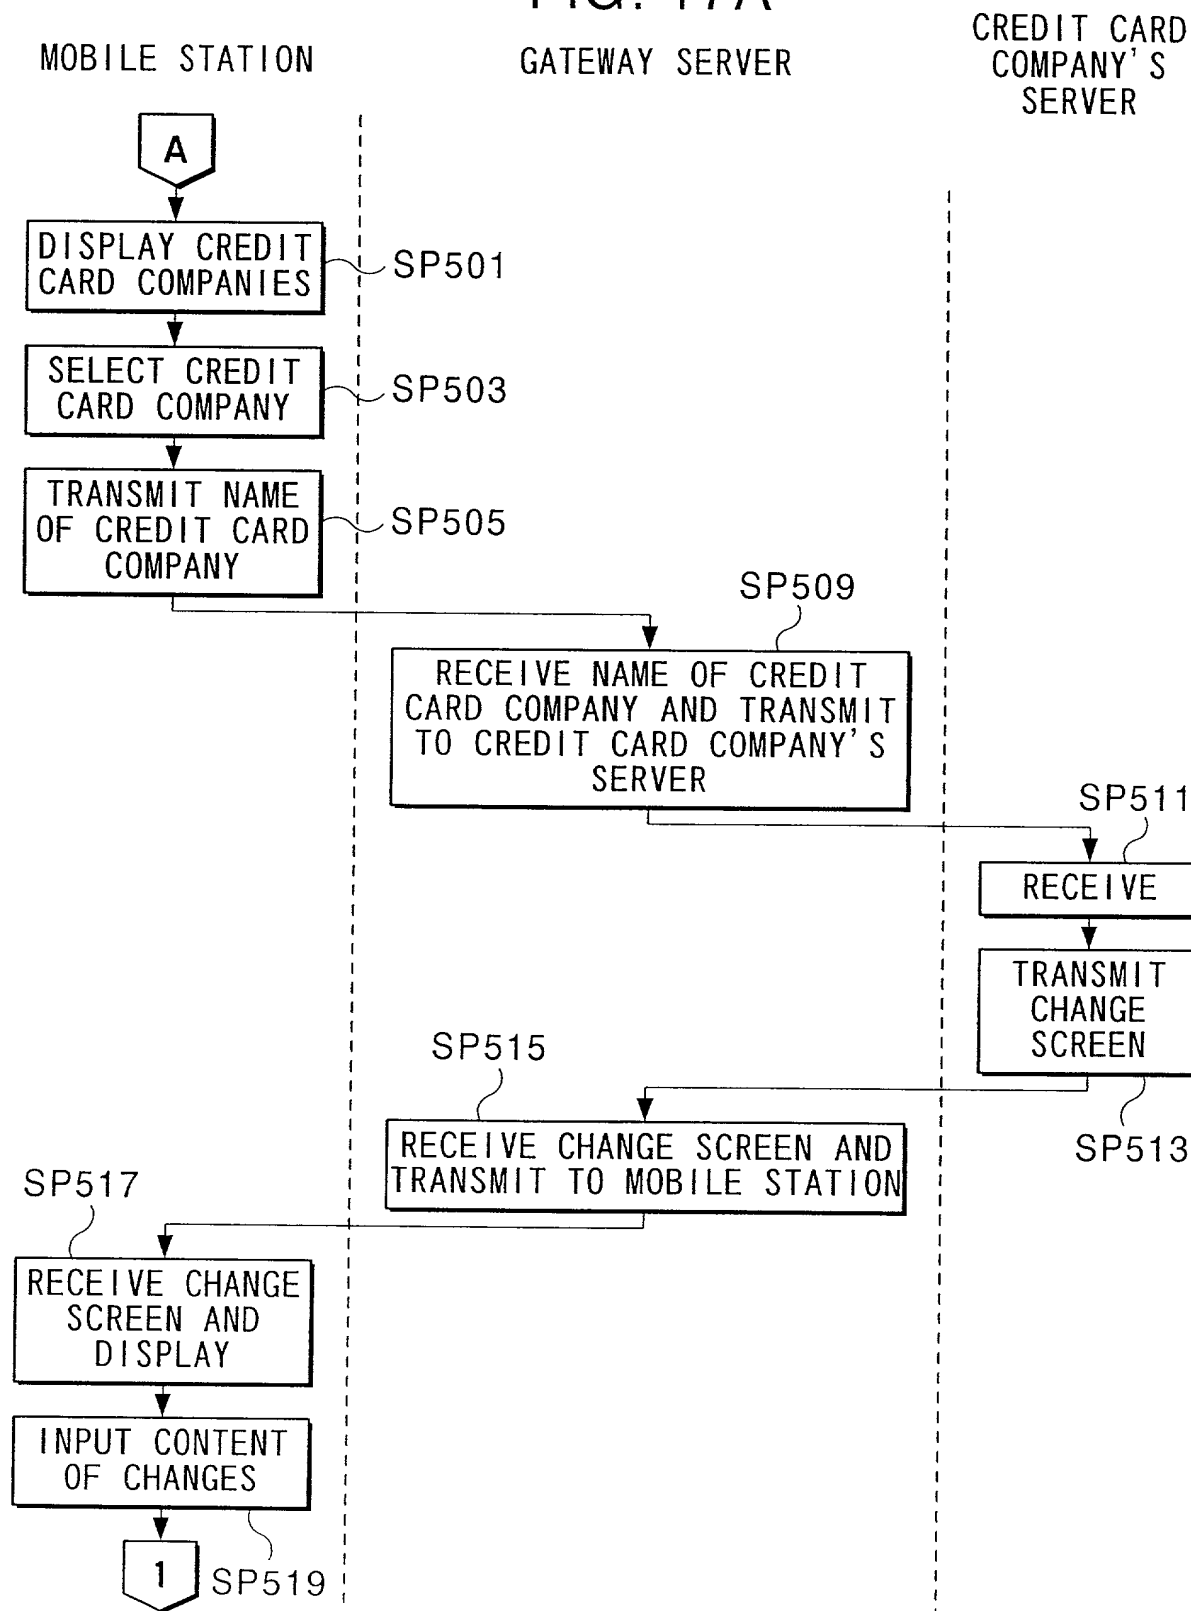 FIG. 17A
MOBILE STATION
GATEWAY SERVER
CREDIT CARD
COMPANY'S
SERVER
A
DISPLAY CREDIT
CARD COMPANIES
SP501
SELECT CREDIT
CARD COMPANY
SP503
TRANSMIT NAME
OF CREDIT CARD
COMPANY
SP505
SP509
RECEIVE NAME OF CREDIT
CARD COMPANY AND TRANSMIT
TO CREDIT CARD COMPANY'S
SERVER
SP511
RECEIVE
TRANSMIT
CHANGE
SCREEN
SP513
SP515
RECEIVE CHANGE SCREEN AND
TRANSMIT TO MOBILE STATION
SP517
RECEIVE CHANGE
SCREEN AND
DISPLAY
INPUT CONTENT
OF CHANGES
SP519
1